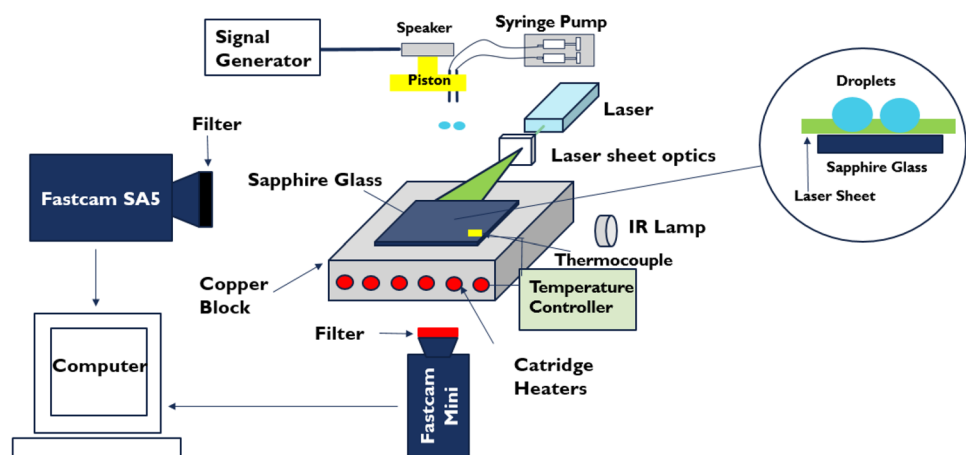 Speaker
Syringe Pump
Signal
Generator
Piston
Droplets
Laser
Filter
Laser sheet optics
Sapphire Glass
Sapphire Glass
Fastcam SA5
Laser Sheet
IR Lamp
Thermocouple
Copper
Block
Temperature
Controller
Filter
Computer
Catridge
Heaters
Fastcam
Mini